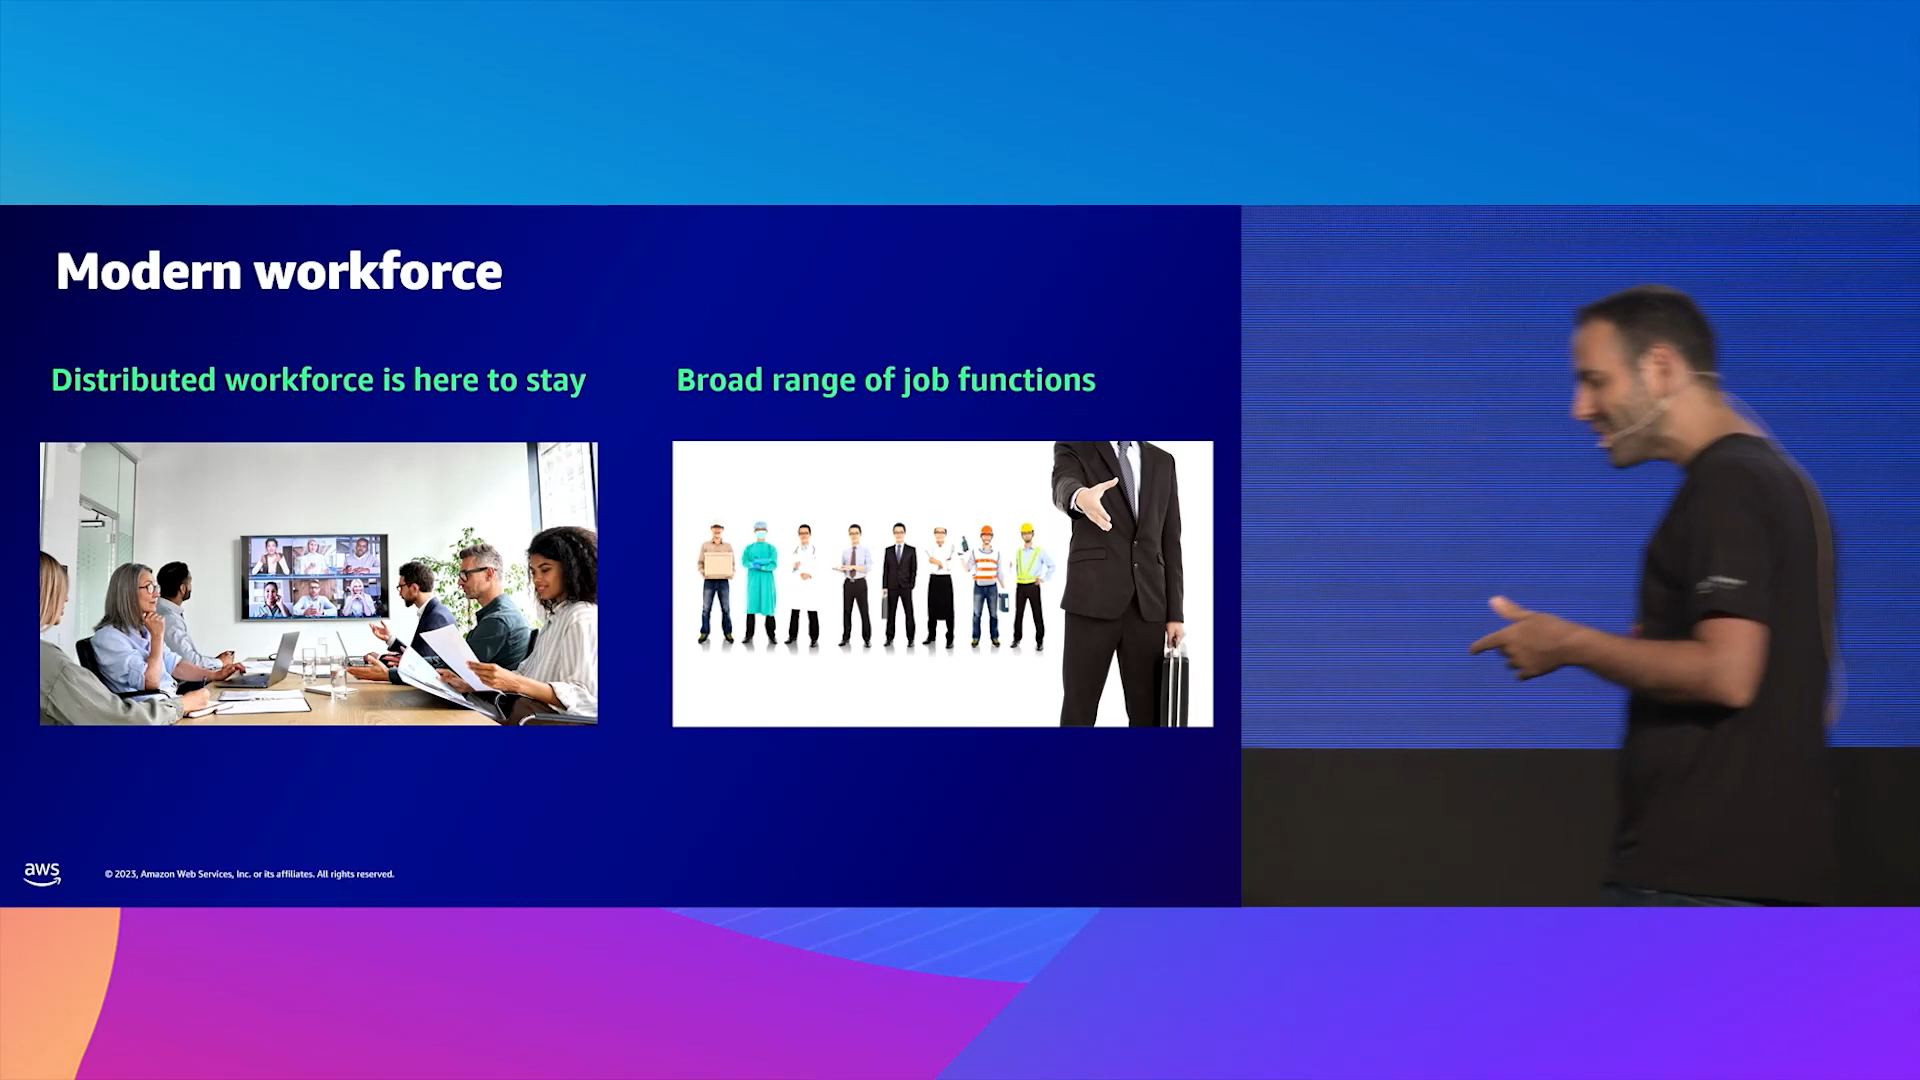 Modern workforce
Distributed workforce is here to stay
Broad range of job functions
aws
© 2023, Amazon Web Services, Inc. or its affiliates. All rights reserved.